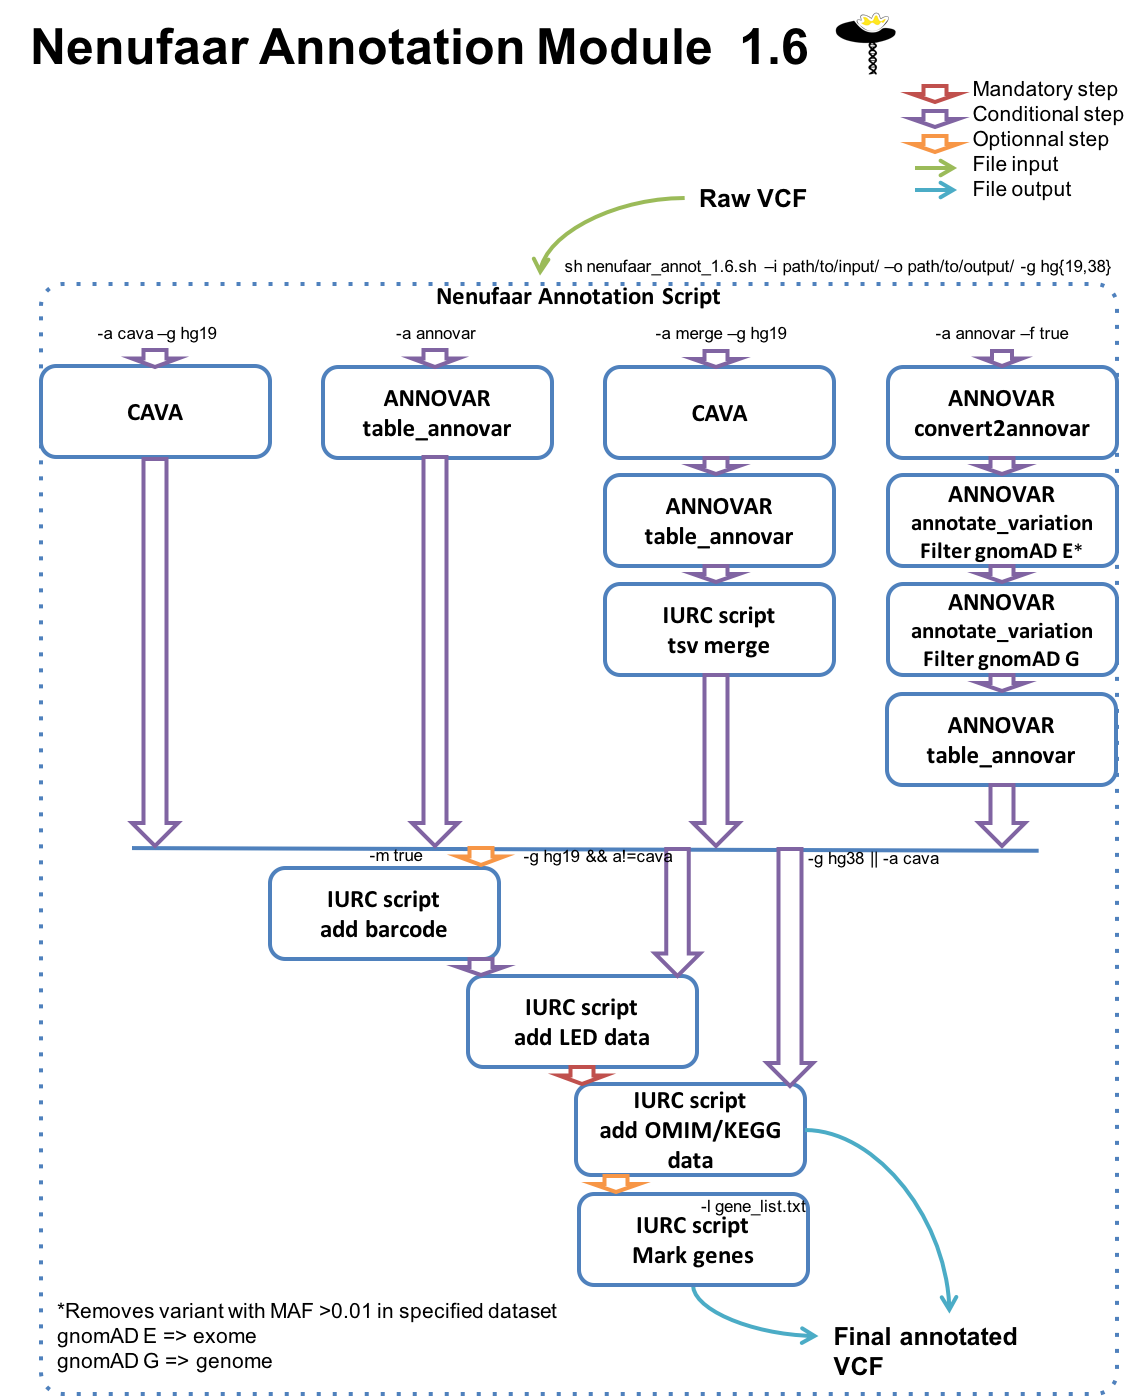 Nenufaar Annotation Module 1.6
Mandatory step
Conditional step
Optionnal step
File input
File output
Raw VCF
sh nenufaar_annot_1.6.sh –i path/to/input/ –o path/to/output/ -g hg{19,38}
Nenufaar Annotation Script
-a cava –g hg19
-a annovar
-a merge –g hg19
-a annovar –f true
CAVA
ANNOVAR
table_annovar
CAVA
ANNOVAR
convert2annovar
ANNOVAR
table_annovar
ANNOVAR
annotate_variation
Filter gnomAD E*
IURC script
tsv merge
ANNOVAR
annotate_variation
Filter gnomAD G
ANNOVAR
table_annovar
-m true
-g hg19 && a!=cava
-g hg38 || -a cava
IURC script
add barcode
IURC script
add LED data
IURC script
add OMIM/KEGG
data
-l gene_list.txt
IURC script
Mark genes
*Removes variant with MAF >0.01 in specified dataset
gnomAD E => exome
gnomAD G => genome
Final annotated
VCF